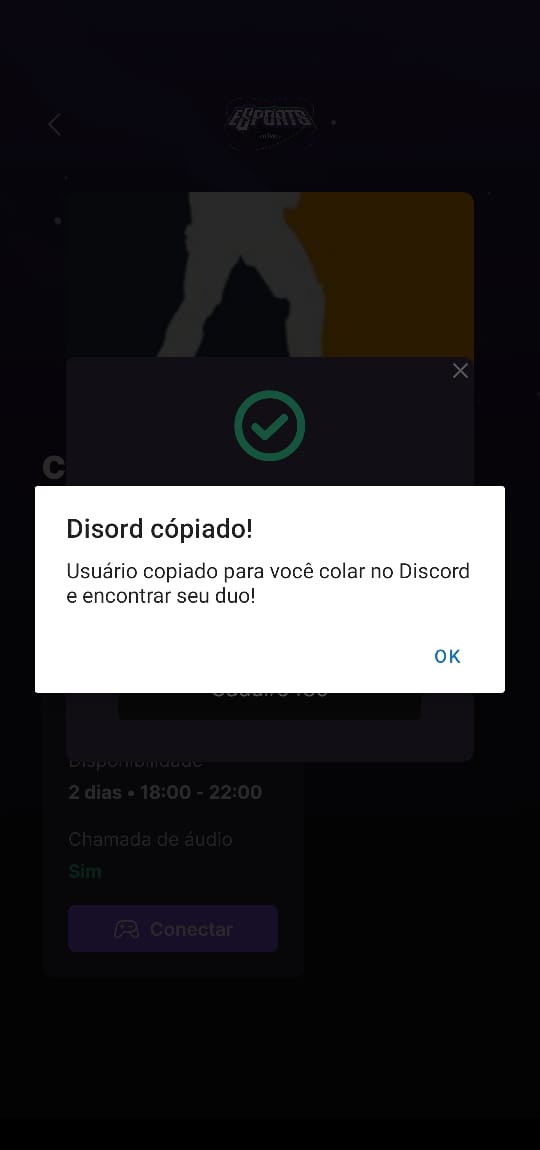 ESPORTS
C
Disord cópiado!
Usuário copiado para você colar no Discord
e encontrar seu duo!
OK
Disponibilidade
2 dias • 18:00 - 22:00
Chamada de áudio
Sim
Conectar